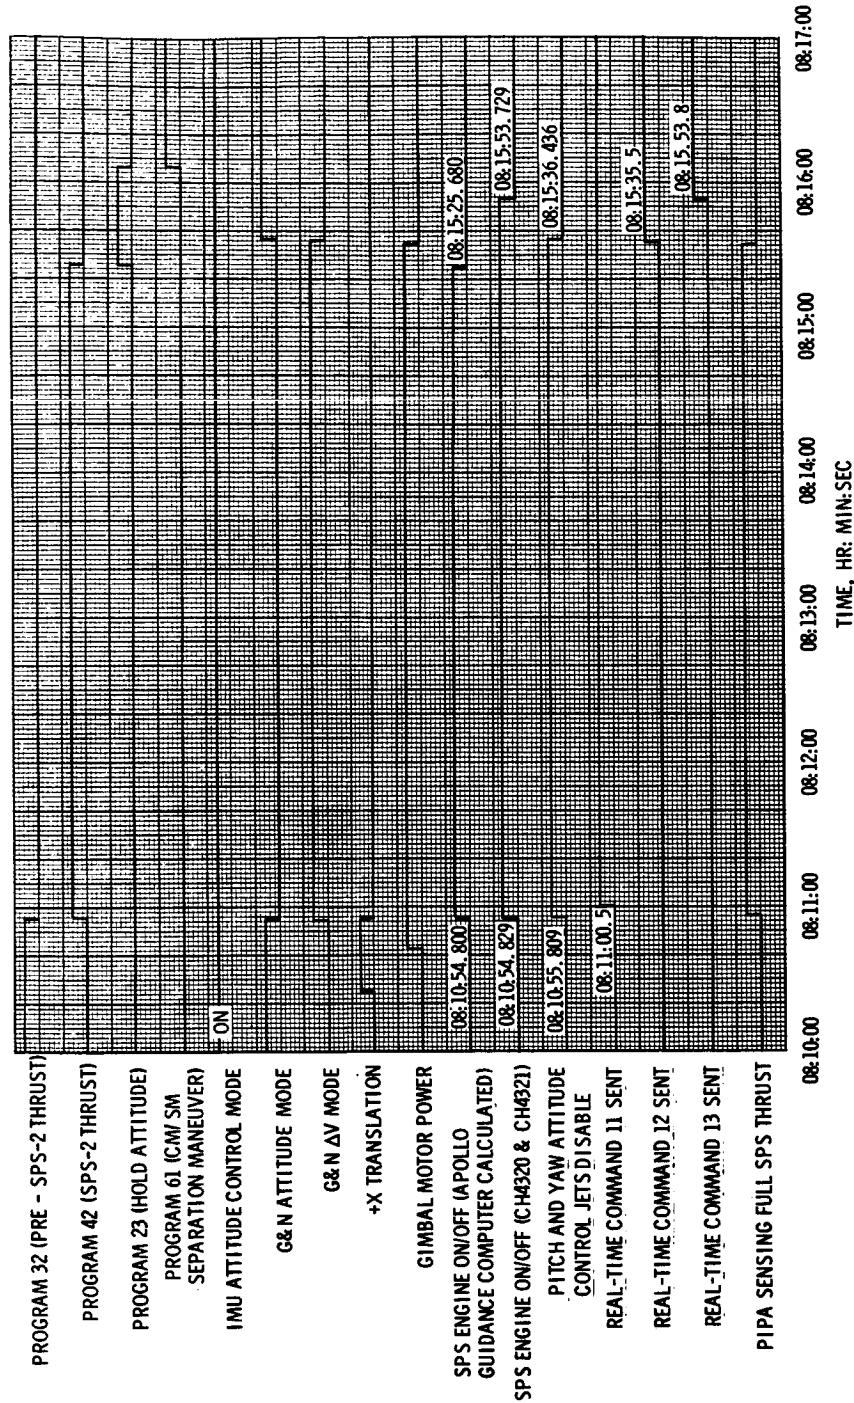 PROGRAM 32 (PRE - SPS-2 THRUST)
PROGRAM 42 (SPS-2 THRUST)
PROGRAM 23 (HOLD ATTITUDE)
PROGRAM 61 (CM/ SM
SEPARATION MANEUVER)
IMU ATTITUDE CONTROL MODE
ON
G&N ATTITUDE MODE
G&N ΔV MODE
+X TRANSLATION
GIMBAL MOTOR POWER
SPS ENGINE ON/OFF (APOLLO
GUIDANCE COMPUTER CALCULATED)
08:10:54. 800
08:15:25. 680
SPS ENGINE ON/OFF (CH4320 & CH4321)
08:10:54. 829
08:15:53. 729
PITCH AND YAW ATTITUDE
CONTROL JETS DISABLE
08:10:55. 809
08:15:36. 436
REAL-TIME COMMAND 11 SENT
08:11:00. 5
REAL-TIME COMMAND 12 SENT
08:15:35. 5
REAL-TIME COMMAND 13 SENT
08:15. 53. 8
PIPA SENSING FULL SPS THRUST
08:10:00
08:11:00
08:12:00
08:13:00
08:14:00
08:15:00
08:16:00
08:17:00
TIME, HR: MIN:SEC